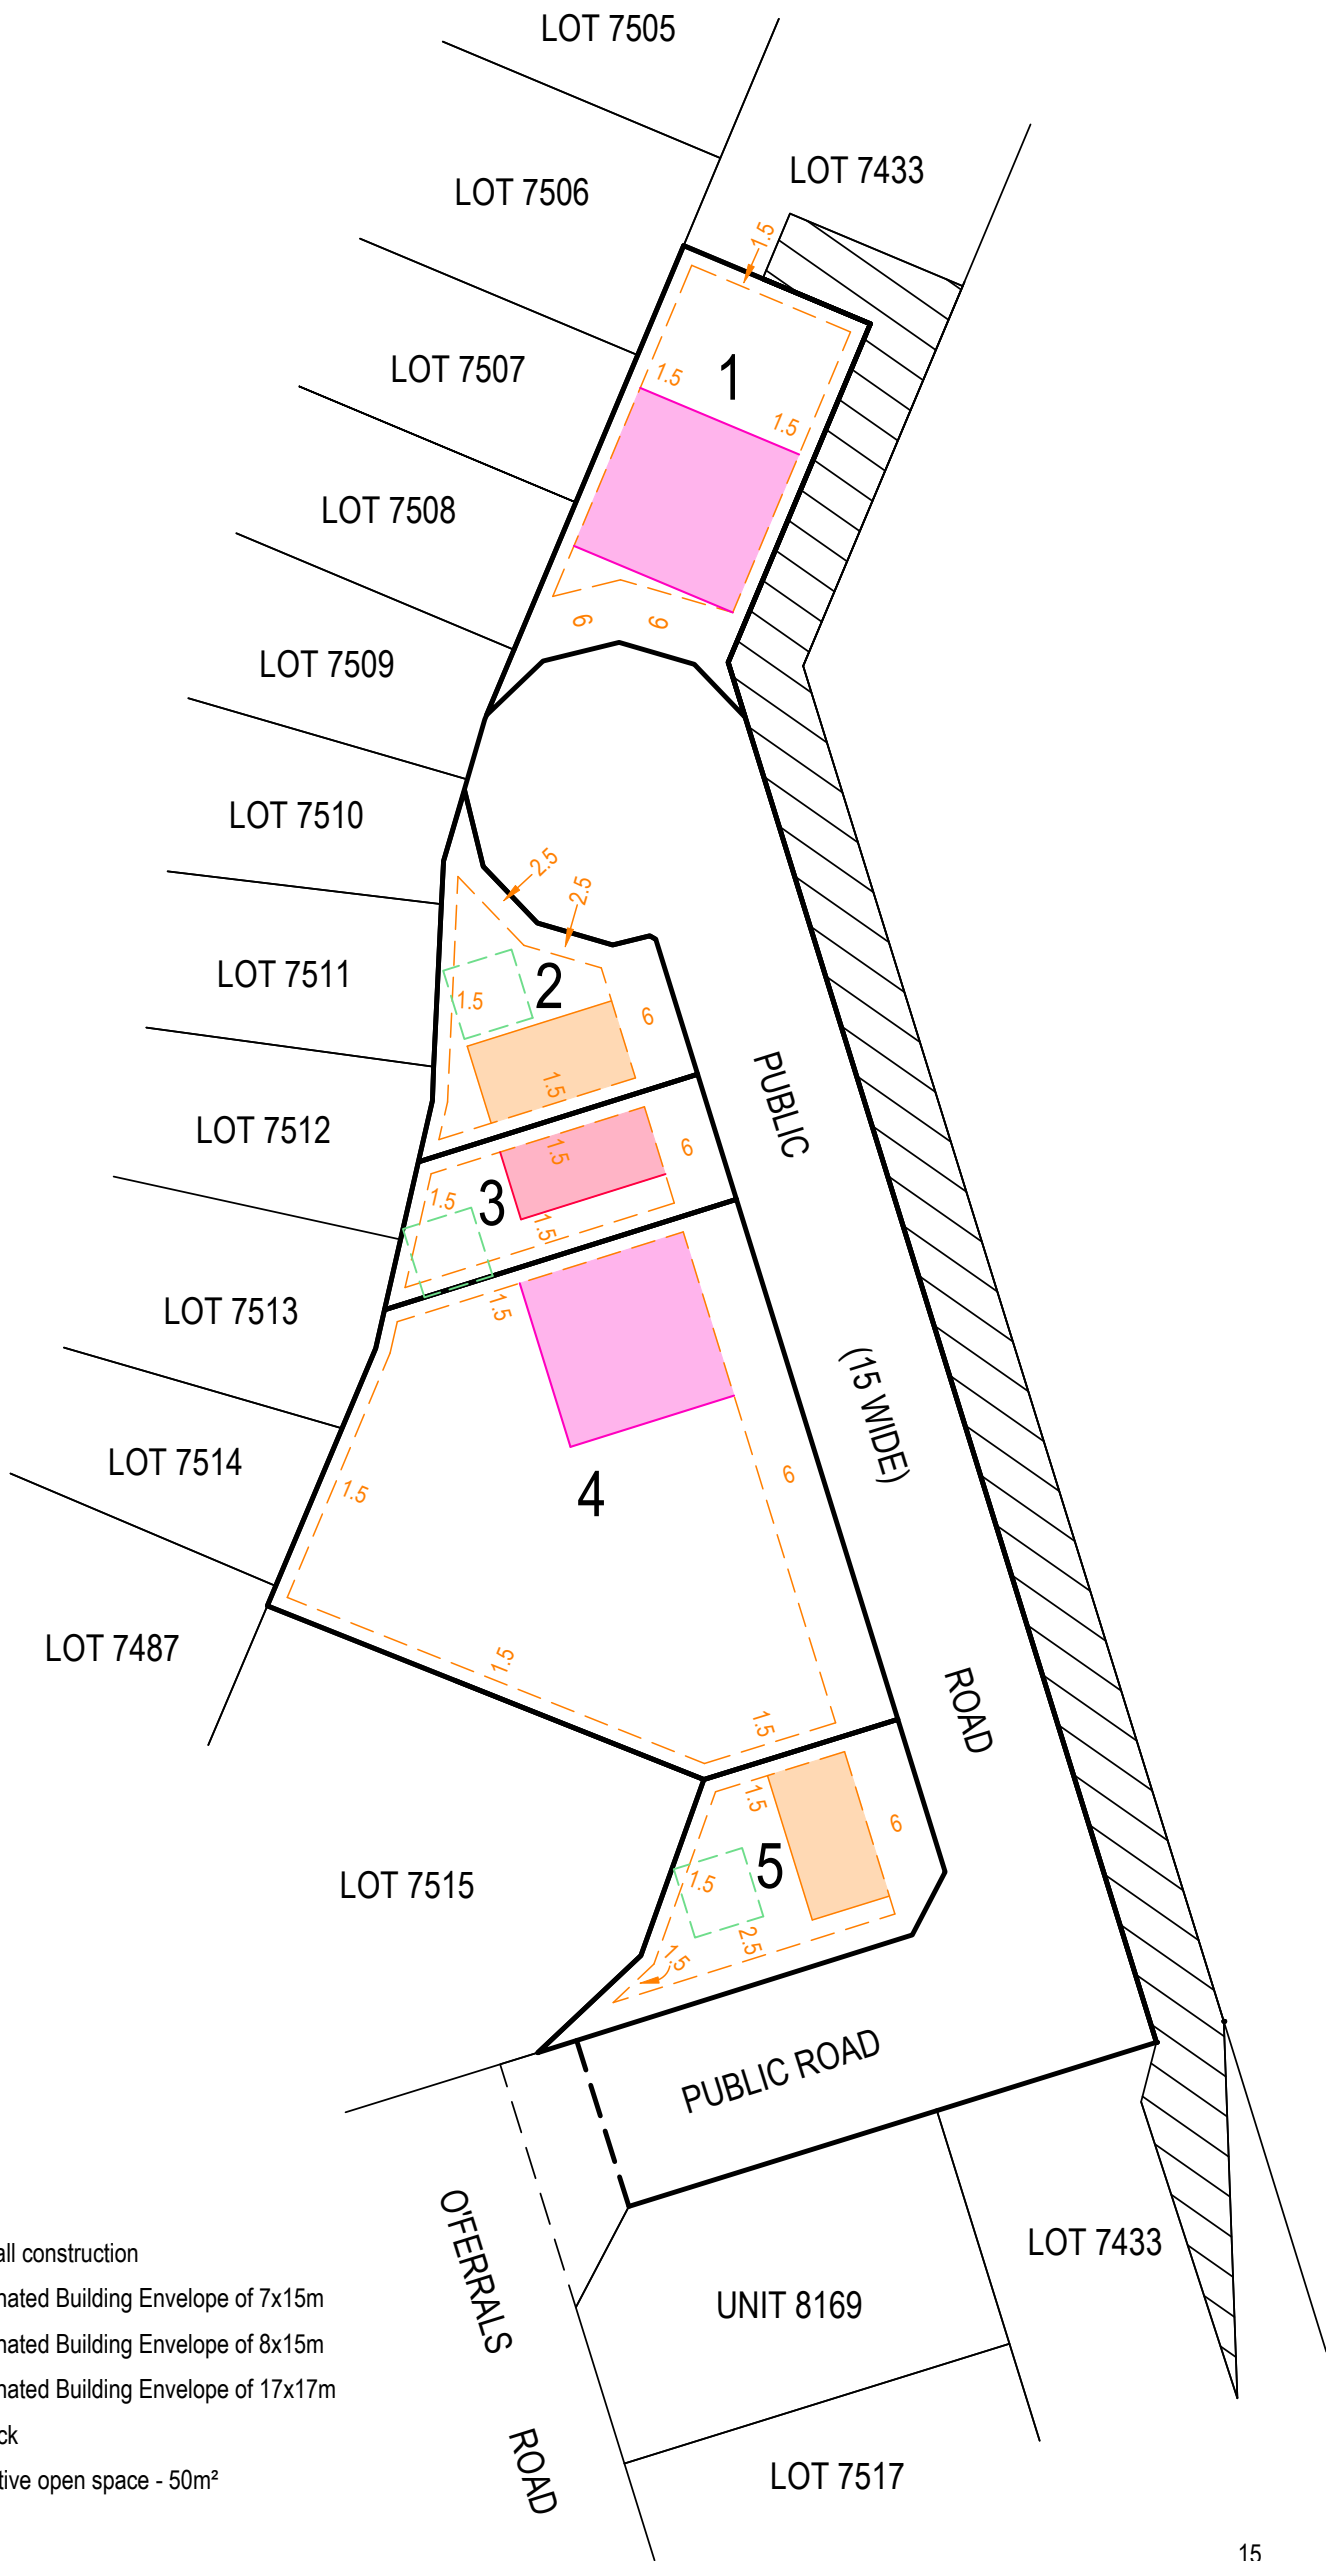 LOT 7505
LOT 7433
LOT 7506
1.5
LOT 7507
1
1.5
1.5
LOT 7508
6
6
LOT 7509
LOT 7510
2.5
2.5
LOT 7511
2
1.5
6
1.5
PUBLIC
LOT 7512
1.5
6
3
1.5
1.5
LOT 7513
1.5
(15 WIDE)
4
LOT 7514
1.5
6
LOT 7487
1.5
ROAD
1.5
1.5
6
5
LOT 7515
1.5
2.5
1.5
PUBLIC ROAD
O'FERRALS
ROAD
LOT 7433
UNIT 8169
LOT 7517
all construction
nated Building Envelope of 7x15m
nated Building Envelope of 8x15m
nated Building Envelope of 17x17m
ck
tive open space - 50m²
15